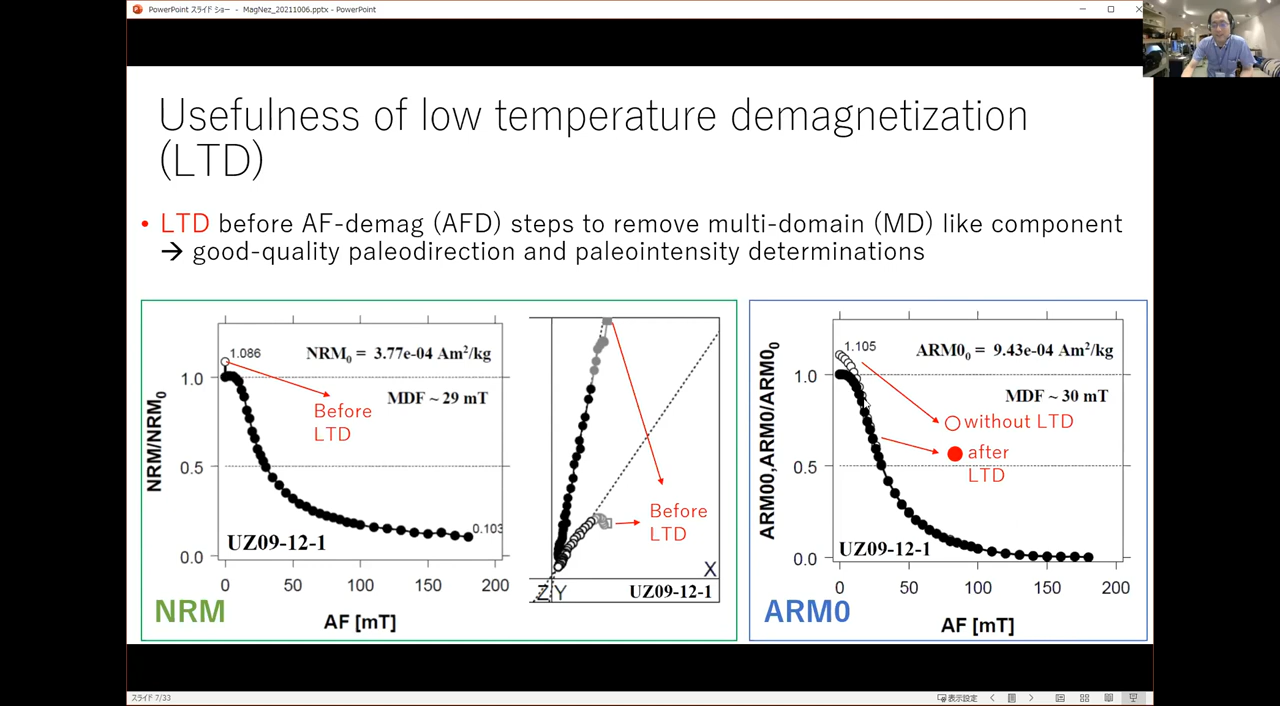 PowerPoint スライド ショー - MagNez_20211006.pptx - PowerPoint
Usefulness of low temperature demagnetization
(LTD)
• LTD before AF-demag (AFD) steps to remove multi-domain (MD) like component
→ good-quality paleodirection and paleointensity determinations
1.086
NRM0 = 3.77e-04 Am2/kg
MDF ~ 29 mT
Before
LTD
NRM/NRM0
1.0
0.5
0.0
0.103
UZ09-12-1
0 50 100 150 200
AF [mT]
NRM
Before
LTD
X
Z Y
UZ09-12-1
1.105
ARM00 = 9.43e-04 Am2/kg
MDF ~ 30 mT
without LTD
after
LTD
ARM00,ARM0/ARM00
1.0
0.5
0.0
UZ09-12-1
0 50 100 150 200
AF [mT]
ARM0
スライド 7/33
表示設定